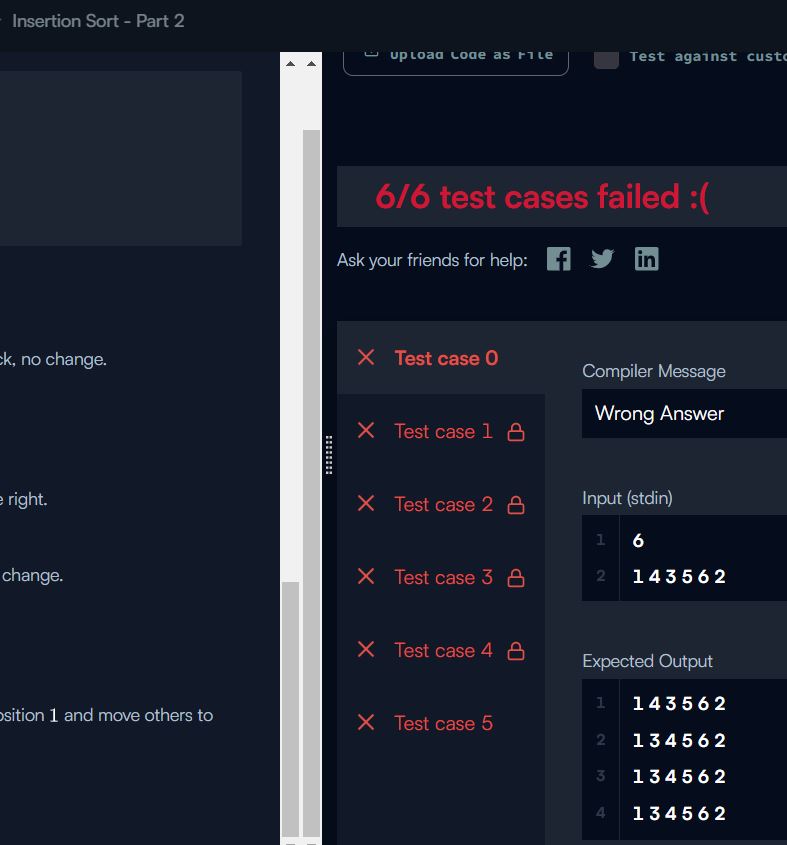 Insertion Sort - Part 2
Upload Code as File
Test against custo
6/6 test cases failed :(
Ask your friends for help:
ck, no change.
e right.
change.
osition 1 and move others to
Test case 0
Test case 1
Test case 2
Test case 3
Test case 4
Test case 5
Compiler Message
Wrong Answer
Input (stdin)
1 6
2 1 4 3 5 6 2
Expected Output
1 1 4 3 5 6 2
2 1 3 4 5 6 2
3 1 3 4 5 6 2
4 1 3 4 5 6 2